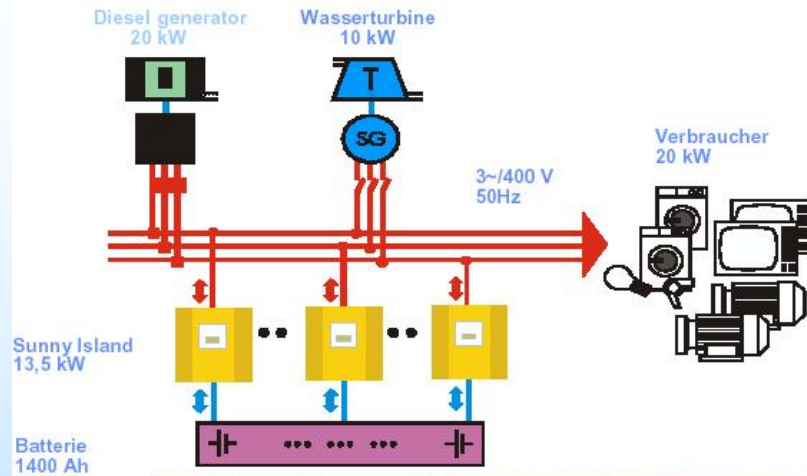 Diesel generator
20 kW
Wasserturbine
10 kW
T
SG
3~/400 V
50Hz
Verbraucher
20 kW
Sunny Island
13,5 kW
Batterie
1400 Ah